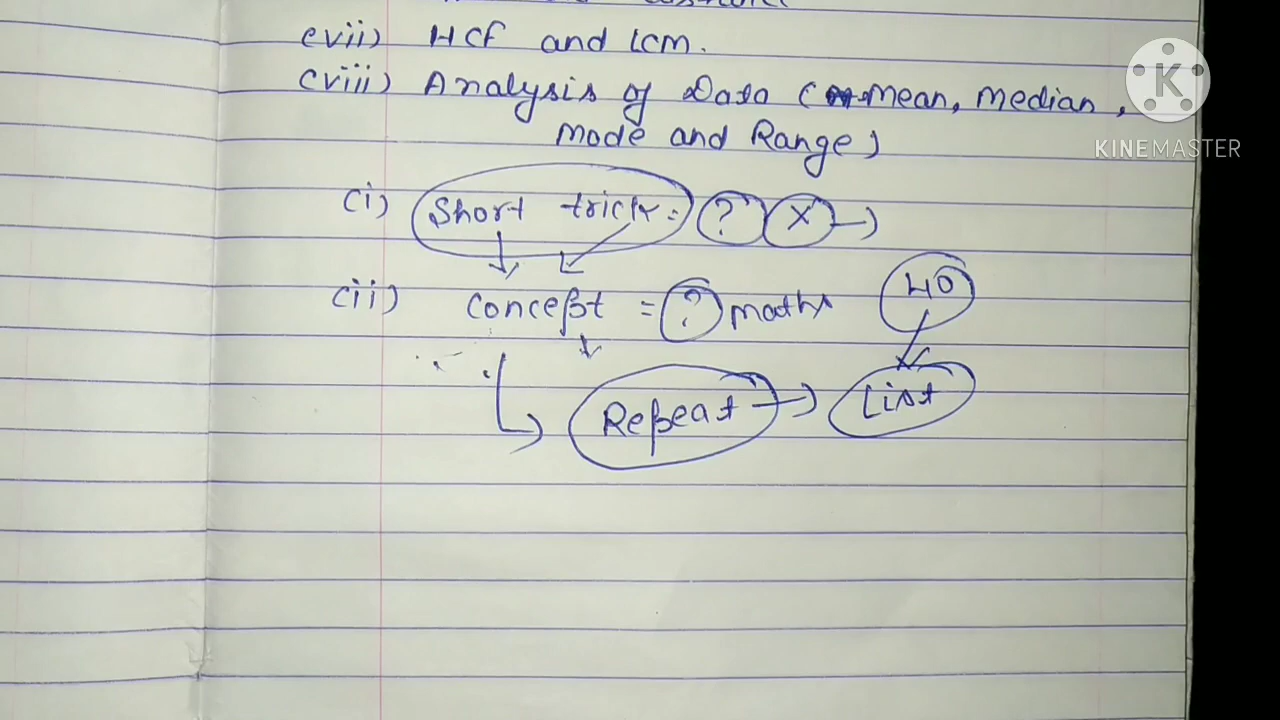 (vii) HCF and LCM.
(viii) Analysis of Data (Mean, Median,
Mode and Range)
KINEMASTER
(i) Short trick = ? X
(ii) Concept = ? maths 40
Repeat List